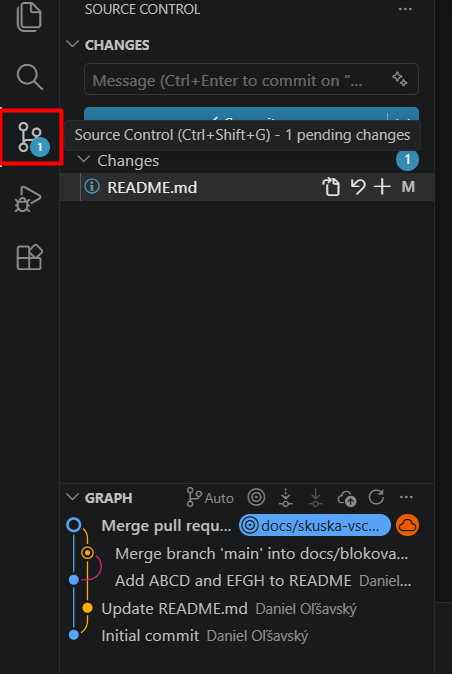 SOURCE CONTROL
CHANGES
Message (Ctrl+Enter to commit on "...
Source Control (Ctrl+Shift+G) - 1 pending changes
1
Changes 1
README.md M
GRAPH Auto
Merge pull requ... docs/skuska-vsc...
Merge branch 'main' into docs/blokova...
Add ABCD and EFGH to README Daniel...
Update README.md Daniel Oľšavský
Initial commit Daniel Oľšavský